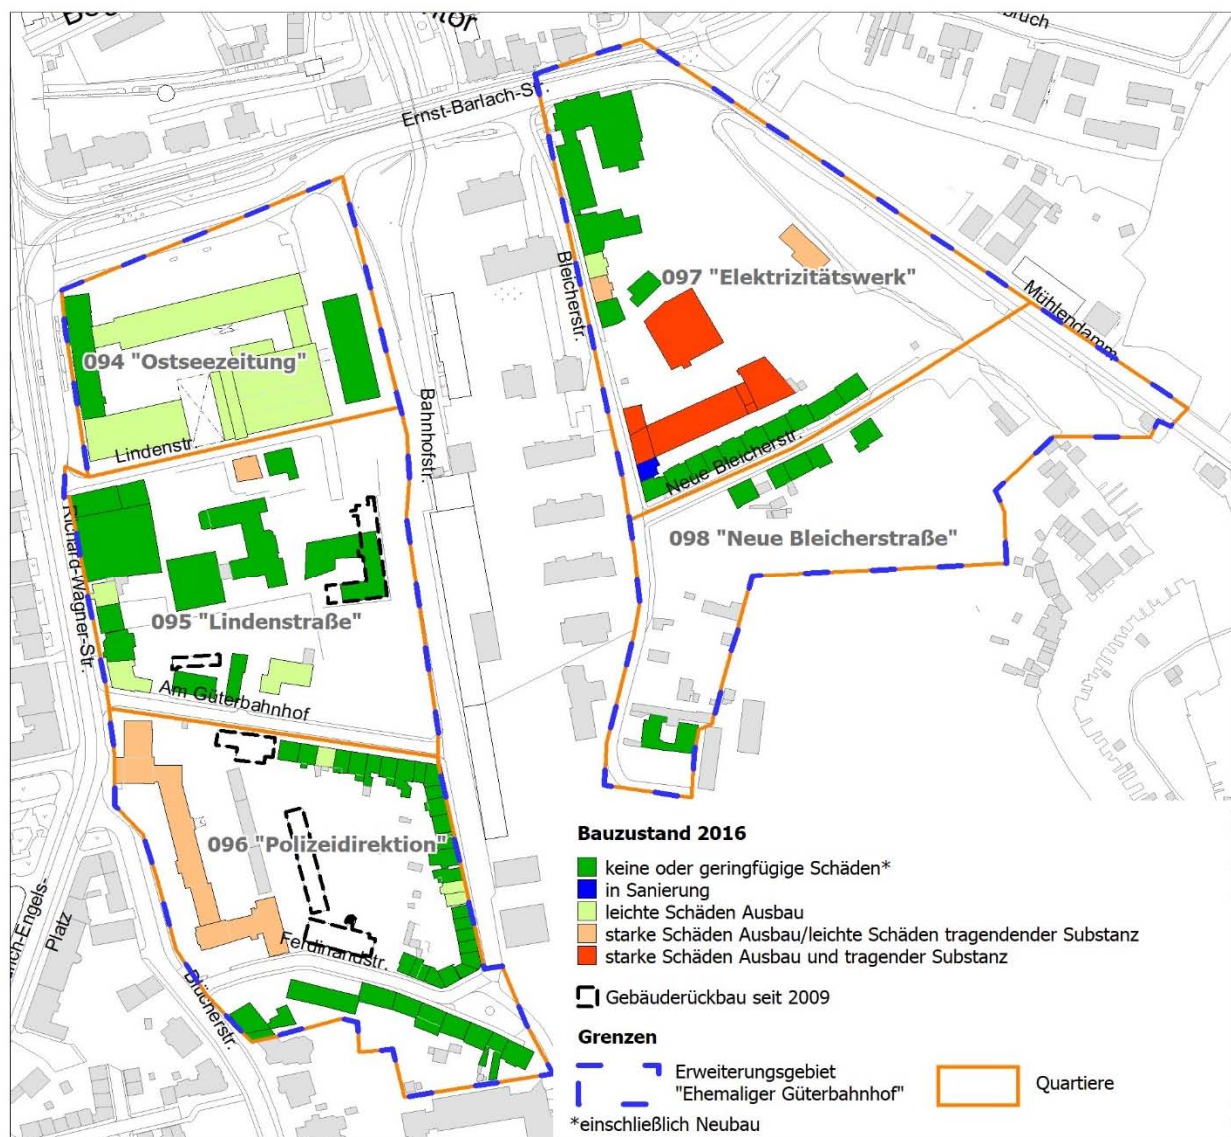 Ernst-Barlach-Str.
Bleicherstr.
097 "Elektrizitätswerk"
Mühlendamm
094 "Ostseezeitung"
Lindenstr.
Bahnhofstr.
Neue Bleicherstr.
098 "Neue Bleicherstraße"
Richard-Wagner-Str.
095 "Lindenstraße"
Am Güterbahnhof
096 "Polizeidirektion"
Ferdinandstr.
Blücherstr.
Platz
Bauzustand 2016
keine oder geringfügige Schäden*
in Sanierung
leichte Schäden Ausbau
starke Schäden Ausbau/leichte Schäden tragendender Substanz
starke Schäden Ausbau und tragender Substanz
Gebäuderückbau seit 2009
Grenzen
Erweiterungsgebiet
"Ehemaliger Güterbahnhof"
Quartiere
*einschließlich Neubau